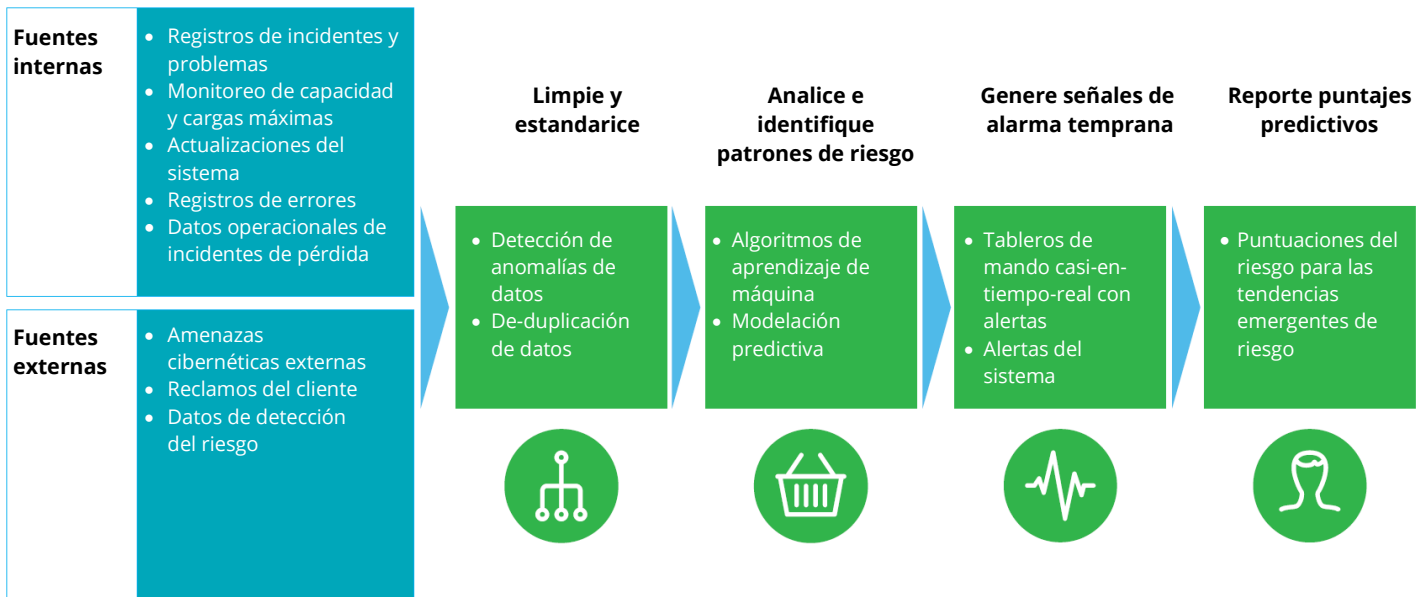 Fuentes
internas
• Registros de incidentes y
problemas
• Monitoreo de capacidad
y cargas máximas
• Actualizaciones del
sistema
• Registros de errores
• Datos operacionales de
incidentes de pérdida
Fuentes
externas
• Amenazas
cibernéticas externas
• Reclamos del cliente
• Datos de detección
del riesgo
Limpie y
estandarice
• Detección de
anomalías de
datos
• De-duplicación
de datos
Analice e
identifique
patrones de riesgo
• Algoritmos de
aprendizaje de
máquina
• Modelación
predictiva
Genere señales de
alarma temprana
• Tableros de
mando casi-en-
tiempo-real con
alertas
• Alertas del
sistema
Reporte puntajes
predictivos
• Puntuaciones del
riesgo para las
tendencias
emergentes de
riesgo